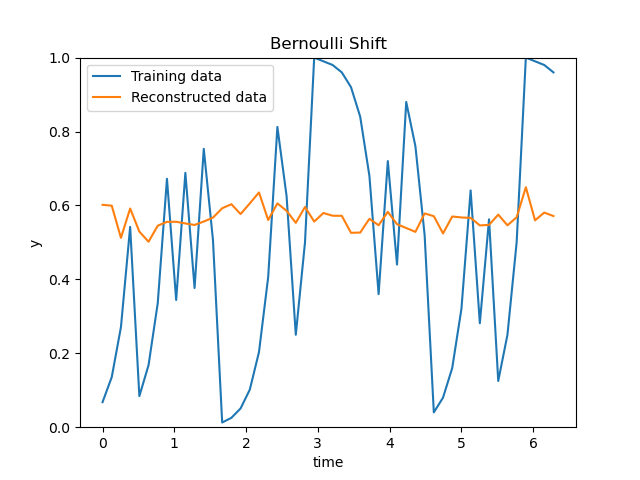 Bernoulli Shift
Training data
Reconstructed data
1.0
0.8
0.6
0.4
0.2
0.0
y
0 1 2 3 4 5 6
time